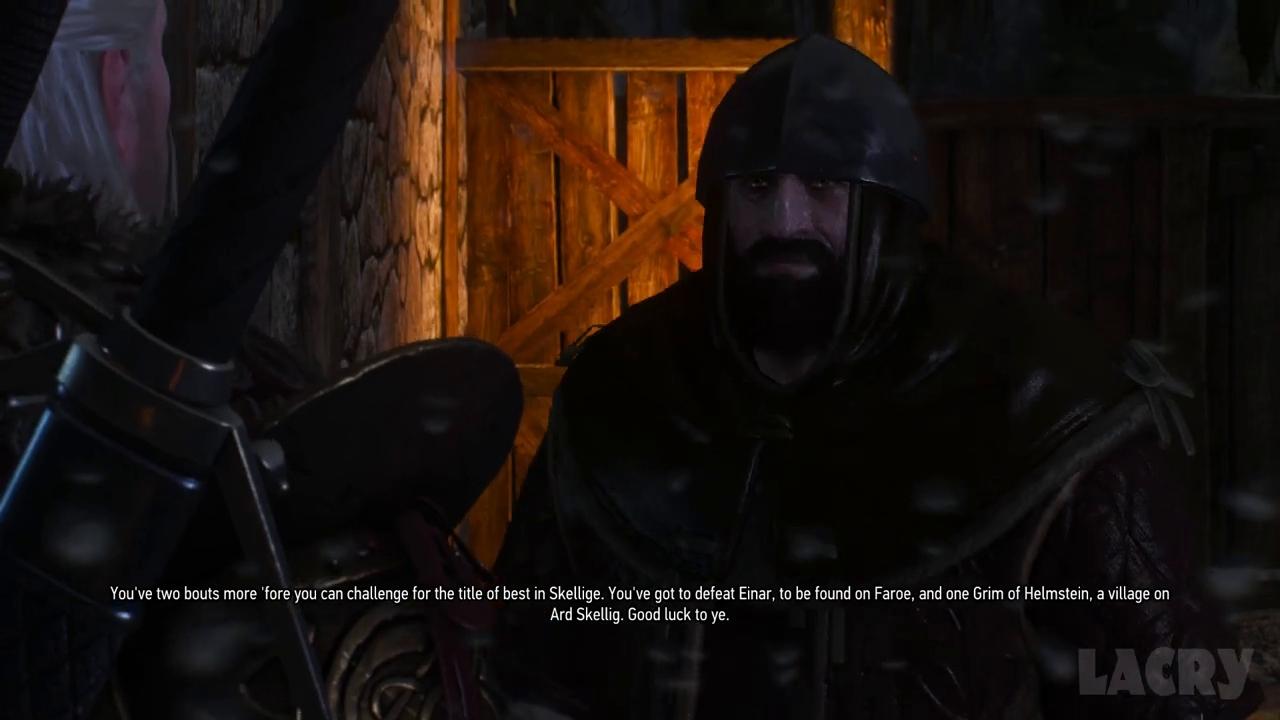 You've two bouts more 'fore you can challenge for the title of best in Skellige. You've got to defeat Einar, to be found on Faroe, and one Grim of Helmstein, a village on
Ard Skellig. Good luck to ye.
LACRY